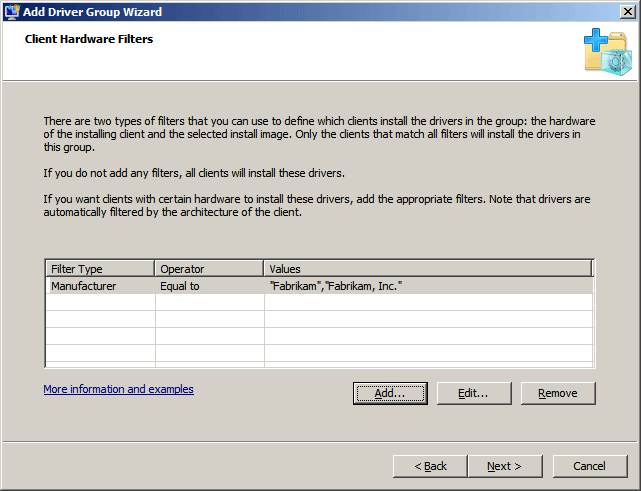 Add Driver Group Wizard
Client Hardware Filters
There are two types of filters that you can use to define which clients install the drivers in the group: the hardware
of the installing client and the selected install image. Only the clients that match all filters will install the drivers in
this group.
If you do not add any filters, all clients will install these drivers.
If you want clients with certain hardware to install these drivers, add the appropriate filters. Note that drivers are
automatically filtered by the architecture of the client.
Filter Type Operator Values
Manufacturer Equal to "Fabrikam","Fabrikam, Inc."
More information and examples
Add... Edit... Remove
< Back Next > Cancel